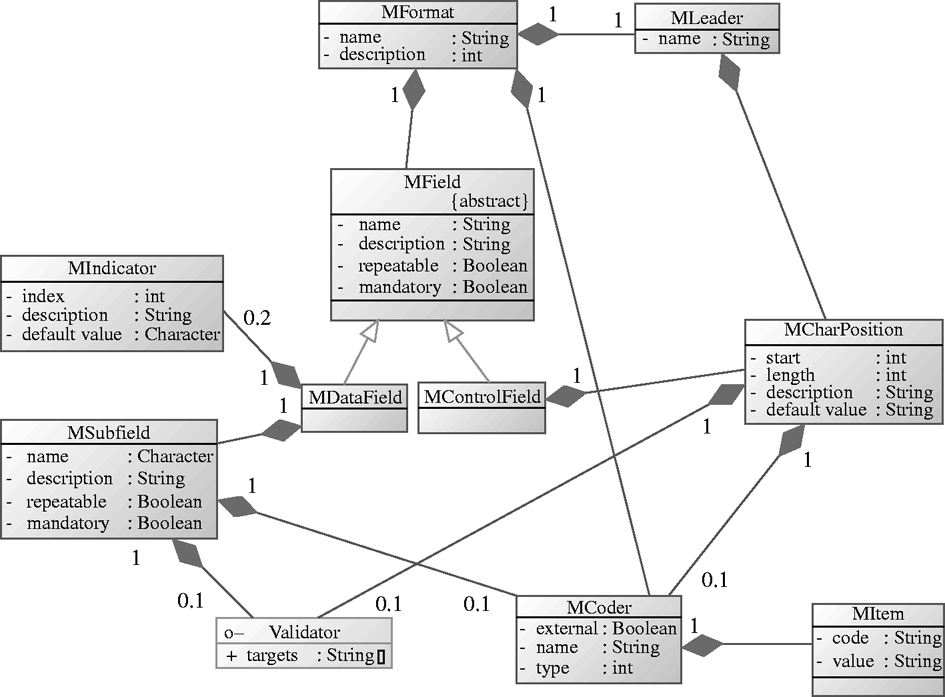 MFormat
- name : String
- description : int
1
1
MLeader
- name : String
1
1
MField
{abstract}
- name : String
- description : String
- repeatable : Boolean
- mandatory : Boolean
MIndicator
- index : int
- description : String
- default value : Character
0.2
1
MDataField
1
MControlField
1
MCharPosition
- start : int
- length : int
- description : String
- default value : String
1
1
MSubfield
- name : Character
- description : String
- repeatable : Boolean
- mandatory : Boolean
1
1
0.1
0.1
0.1
0.1
o– Validator
+ targets : String[]
MCoder
- external : Boolean
- name : String
- type : int
1
MItem
- code : String
- value : String